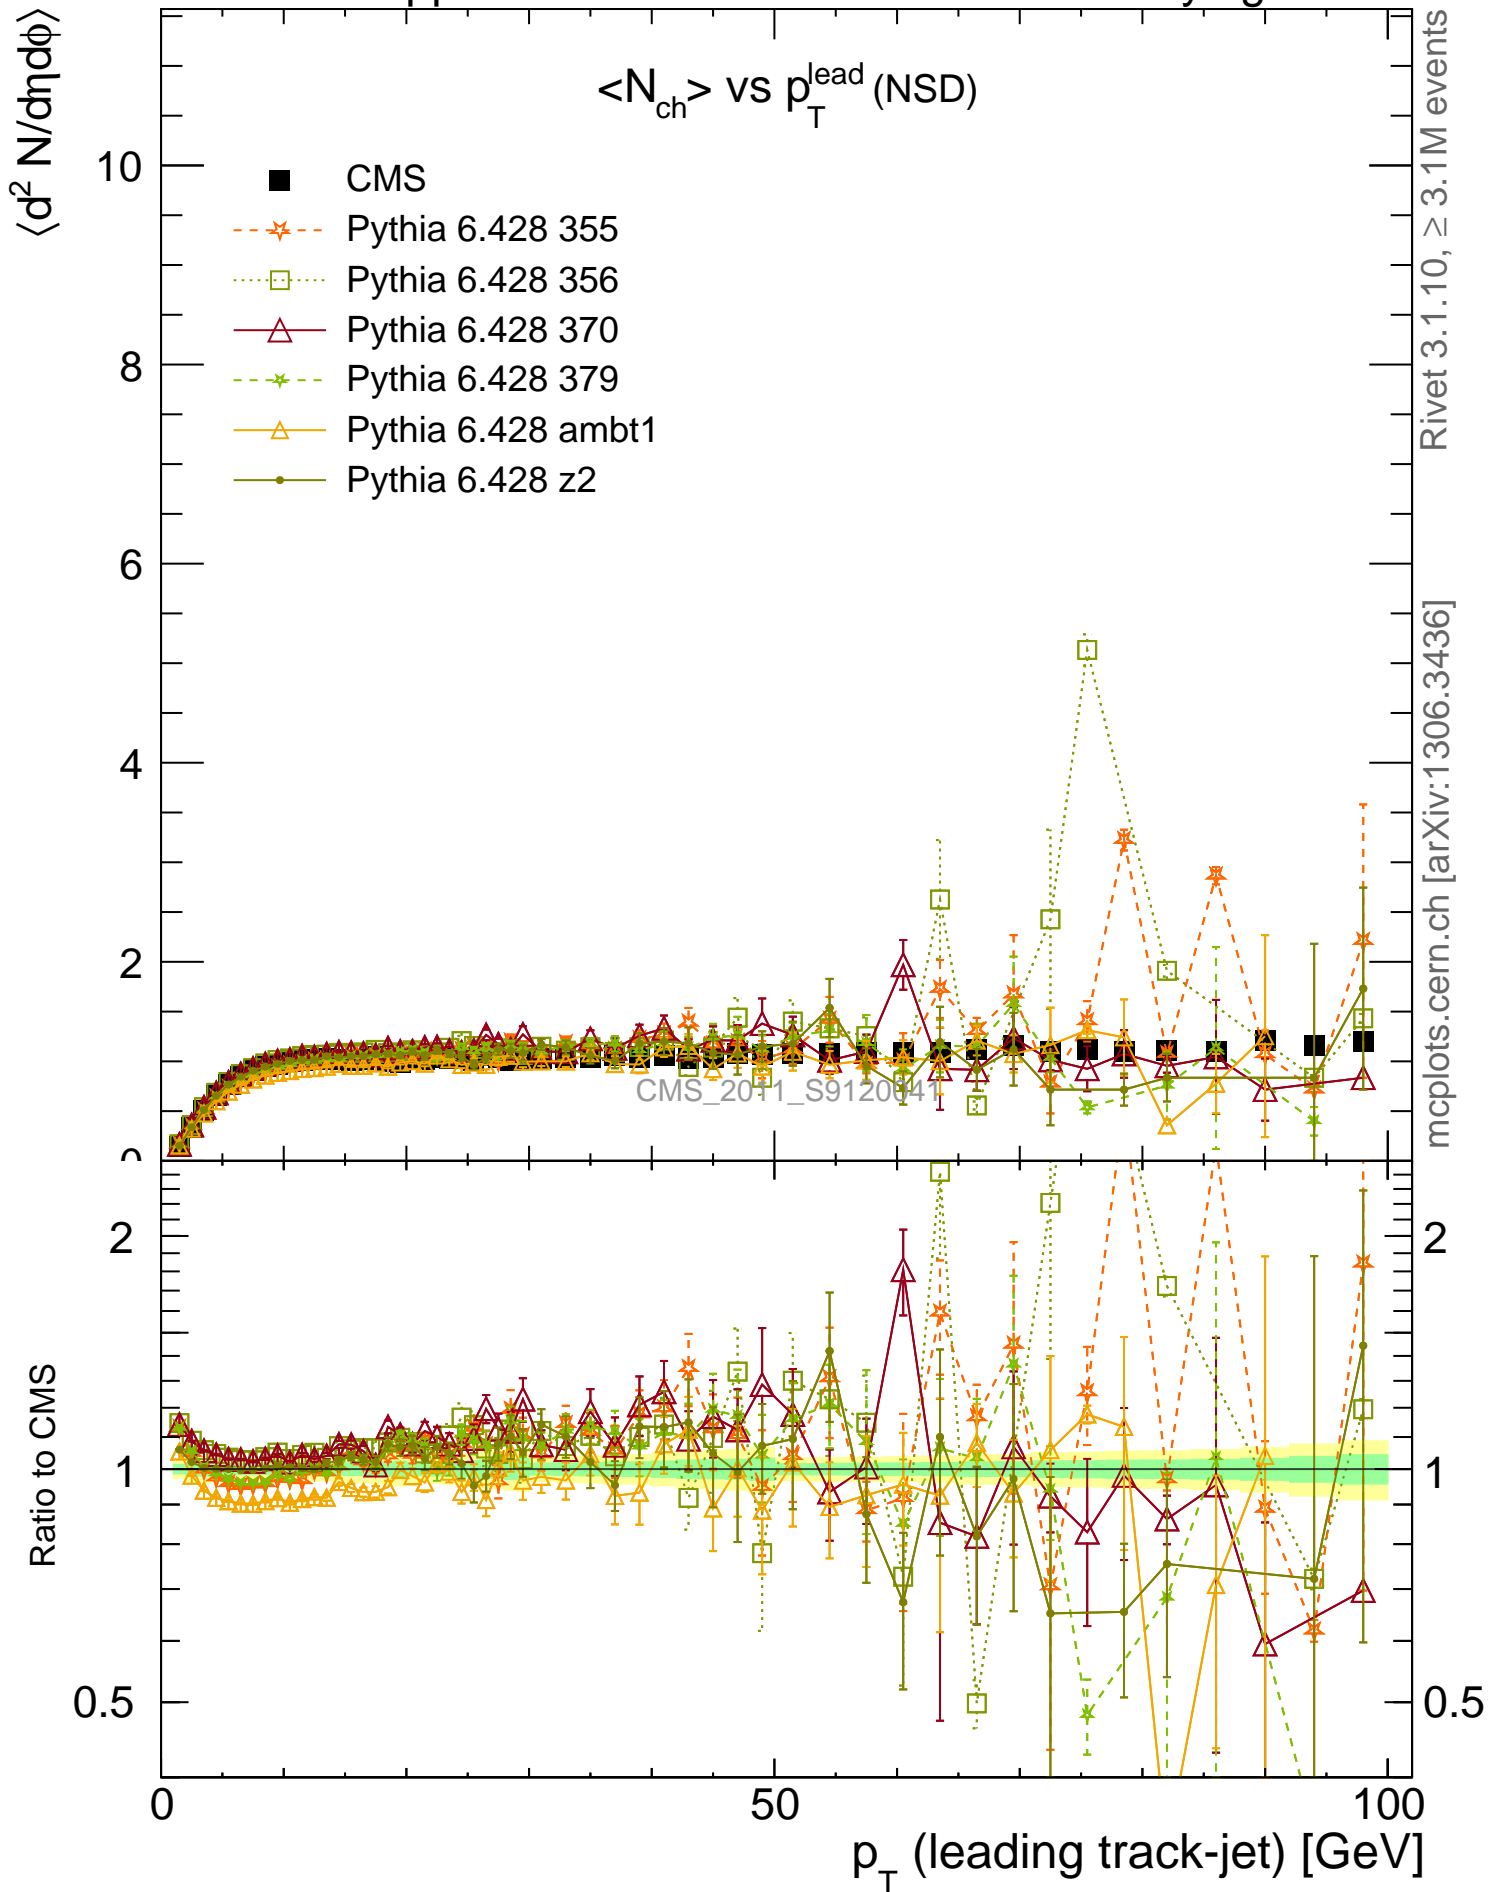 <N_ch> vs p_T^lead (NSD)
⟨d² N/dηdϕ⟩
10
8
6
4
2
0
CMS
Pythia 6.428 355
Pythia 6.428 356
Pythia 6.428 370
Pythia 6.428 379
Pythia 6.428 ambt1
Pythia 6.428 z2
CMS_2011_S9120041
Rivet 3.1.10, ≥ 3.1M events
mcplots.cern.ch [arXiv:1306.3436]
Ratio to CMS
2
1
0.5
2
1
0.5
0
50
100
p_T (leading track-jet) [GeV]